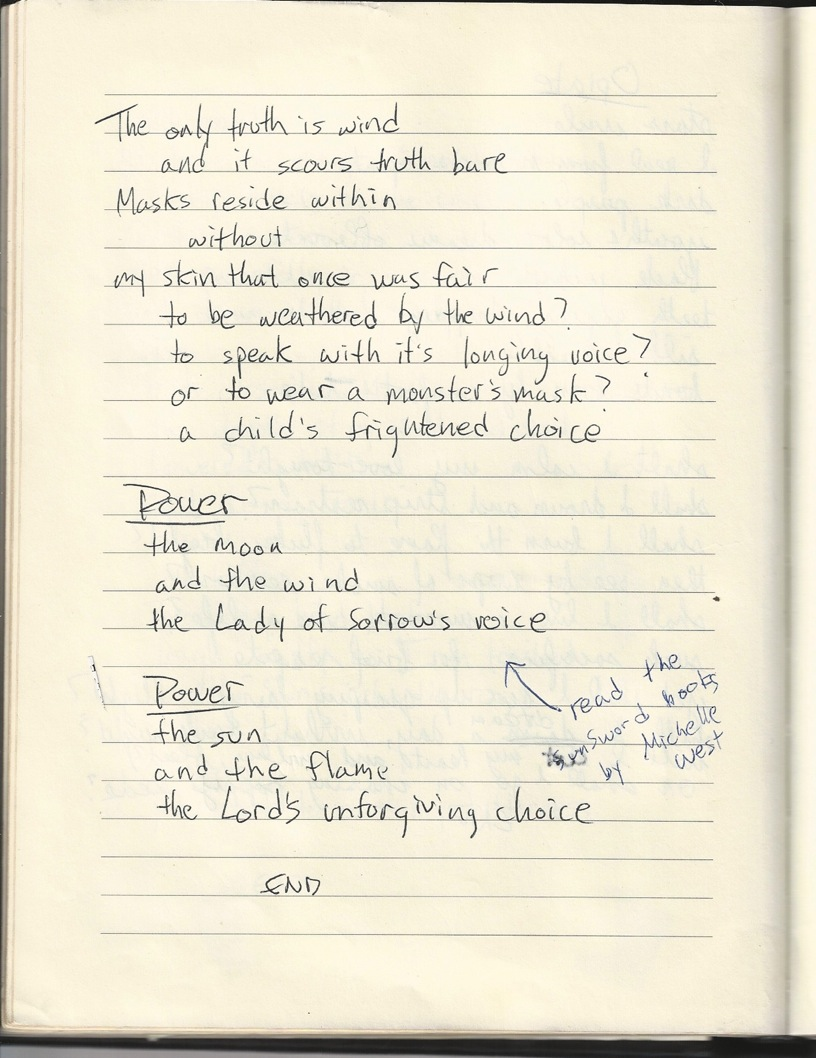 The only truth is wind
and it scours truth bare
Masks reside within
without
my skin that once was fair
to be weathered by the wind?
to speak with it's longing voice?
or to wear a monster's mask?
a child's frightened choice
Power
the moon
and the wind
the Lady of Sorrow's voice
read the
sunsword books
by Michelle
West
Power
the sun
and the flame
the Lord's unforgiving choice
END